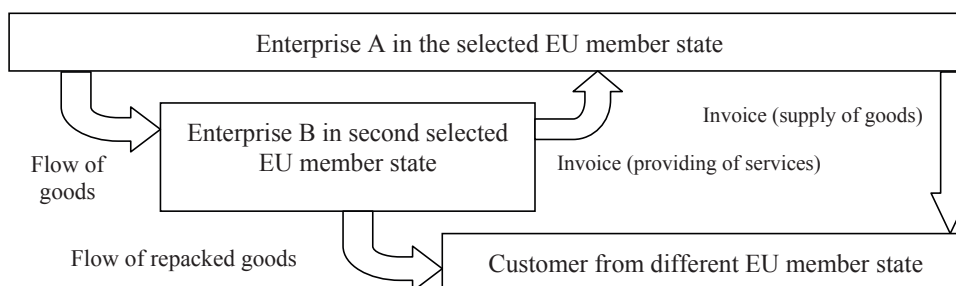 Enterprise A in the selected EU member state
Enterprise B in second selected
EU member state
Invoice (supply of goods)
Flow of
goods
Invoice (providing of services)
Flow of repacked goods
Customer from different EU member state